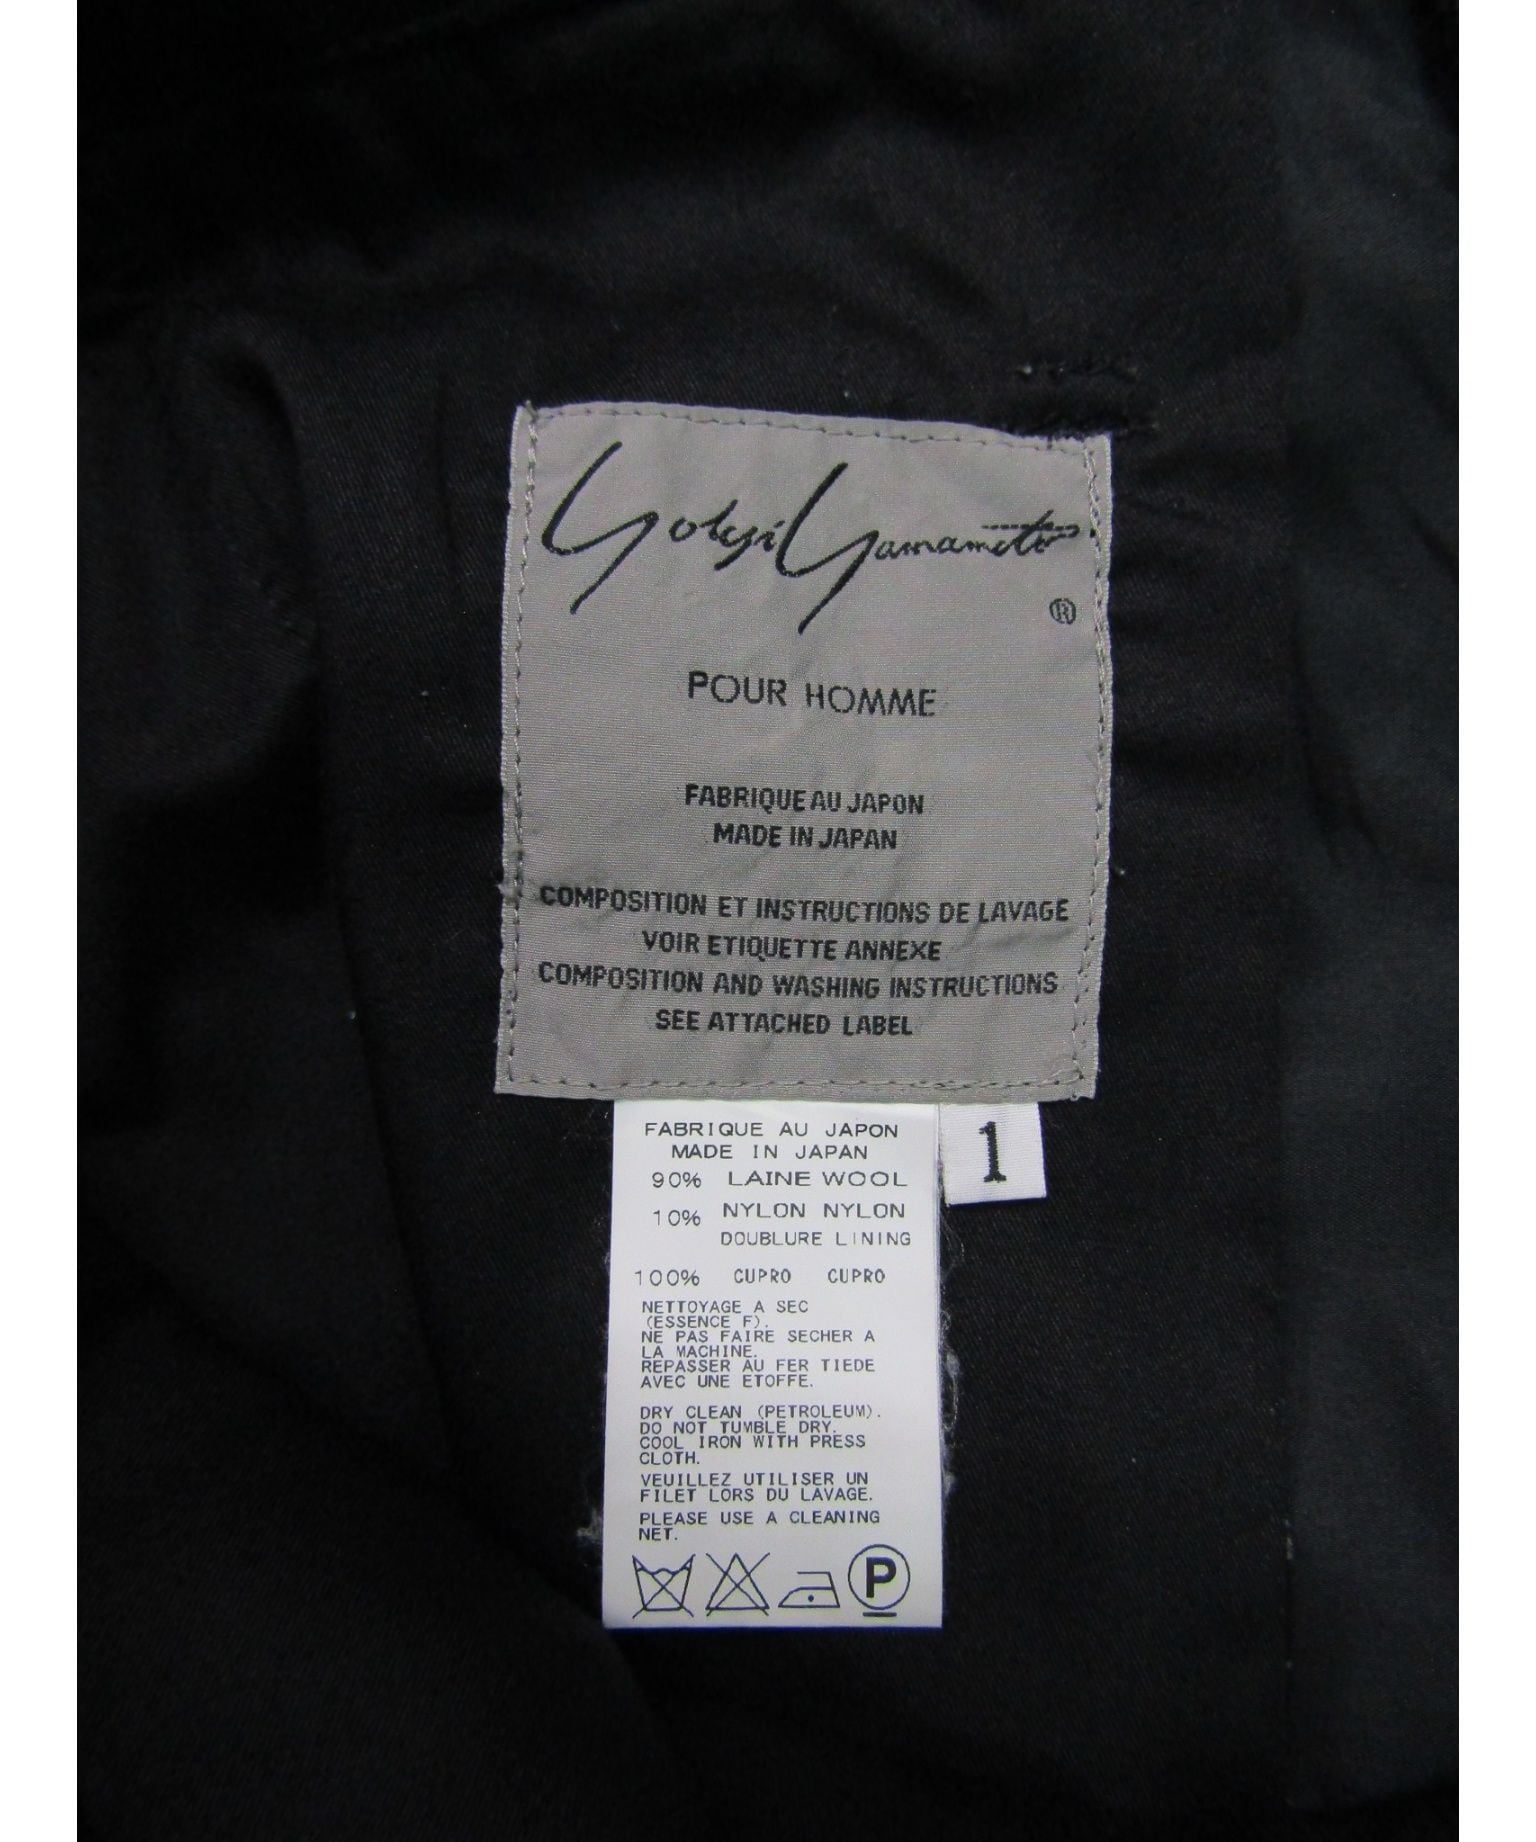 Yohji Yamamoto
®
POUR HOMME
FABRIQUE AU JAPON
MADE IN JAPAN
COMPOSITION ET INSTRUCTIONS DE LAVAGE
VOIR ETIQUETTE ANNEXE
COMPOSITION AND WASHING INSTRUCTIONS
SEE ATTACHED LABEL
FABRIQUE AU JAPON
MADE IN JAPAN
90% LAINE WOOL
10% NYLON NYLON
DOUBLURE LINING
100% CUPRO CUPRO
NETTOYAGE A SEC
(ESSENCE F).
NE PAS FAIRE SECHER A
LA MACHINE.
REPASSER AU FER TIEDE
AVEC UNE ETOFFE.
DRY CLEAN (PETROLEUM).
DO NOT TUMBLE DRY.
COOL IRON WITH PRESS
CLOTH.
VEUILLEZ UTILISER UN
FILET LORS DU LAVAGE.
PLEASE USE A CLEANING
NET.
P
1